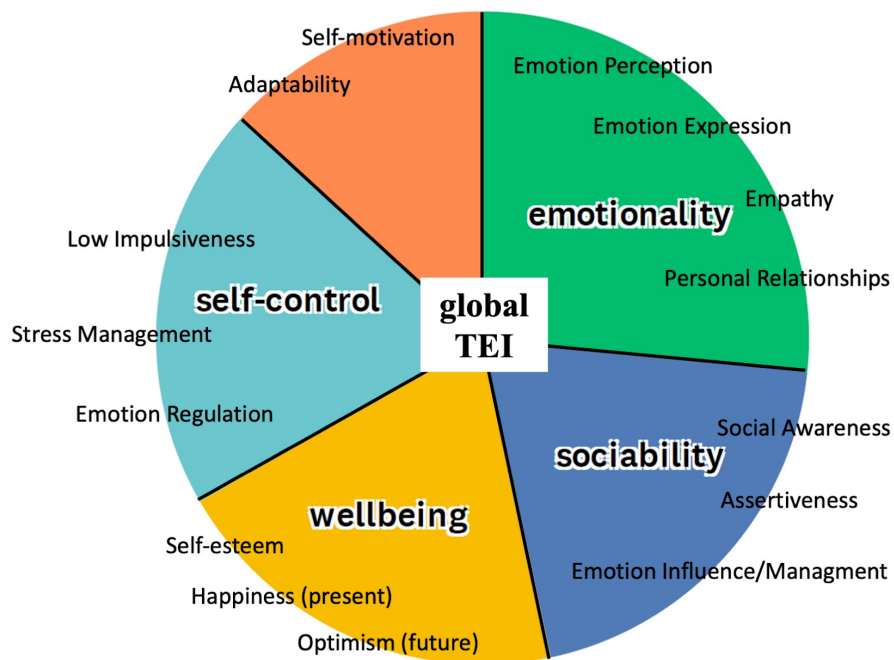 Self-motivation
Adaptability
Emotion Perception
Emotion Expression
Empathy
emotionality
Personal Relationships
Low Impulsiveness
self-control
Stress Management
Emotion Regulation
global
TEI
Social Awareness
sociability
Assertiveness
Emotion Influence/Managment
wellbeing
Self-esteem
Happiness (present)
Optimism (future)